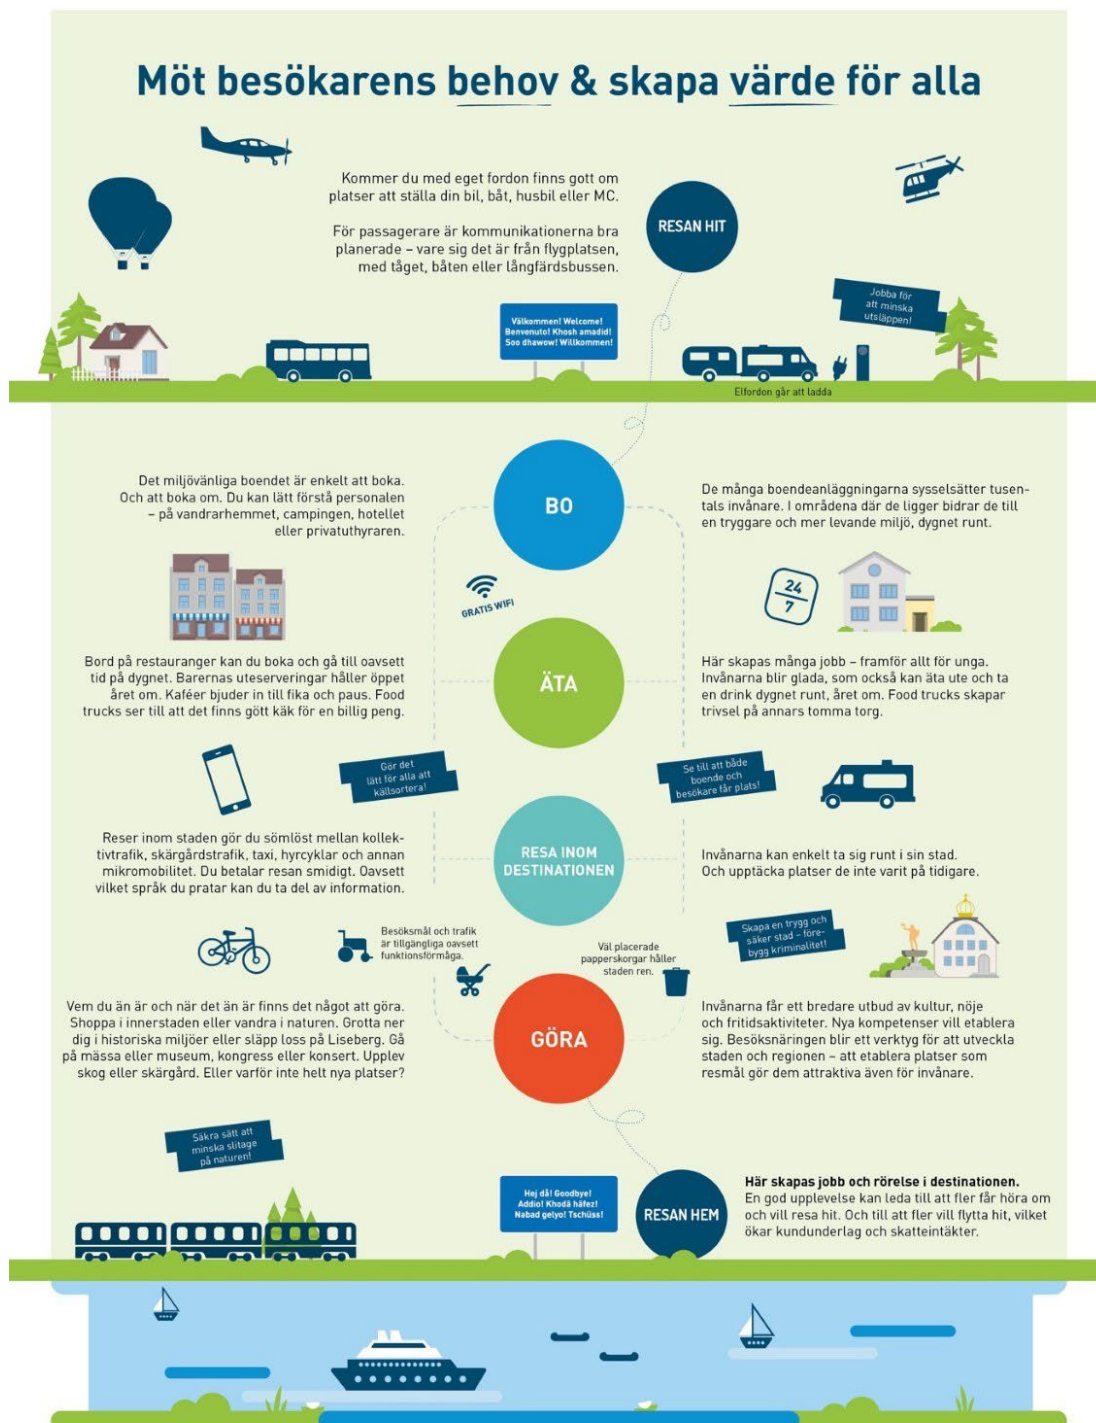 Möt besökarens behov & skapa värde för alla
Kommer du med eget fordon finns gott om
platser att ställa din bil, båt, husbil eller MC.
För passagerare är kommunikationerna bra
planerade – vare sig det är från flygplatsen,
med tåget, båten eller långfärdsbussen.
RESAN HIT
Jobba för
att minska
utsläppen!
Välkommen! Welcome!
Benvenuto! Khosh amadid!
Soo dhawow! Willkommen!
Elfordon går att ladda
BO
Det miljövänliga boendet är enkelt att boka.
Och att boka om. Du kan lätt förstå personalen
– på vandrarhemmet, campingen, hotellet
eller privatuthyraren.
De många boendeanläggningarna sysselsätter tusen-
tals invånare. I områdena där de ligger bidrar de till
en tryggare och mer levande miljö, dygnet runt.
GRATIS WIFI
24
7
ÄTA
Bord på restauranger kan du boka och gå till oavsett
tid på dygnet. Barernas uteserveringar håller öppet
året om. Kaféer bjuder in till fika och paus. Food
trucks ser till att det finns gött käk för en billig peng.
Här skapas många jobb – framför allt för unga.
Invånarna blir glada, som också kan äta ute och ta
en drink dygnet runt, året om. Food trucks skapar
trivsel på annars tomma torg.
Gör det
lätt för alla att
källsortera!
Se till att både
boende och
besökare får plats!
RESA INOM
DESTINATIONEN
Reser inom staden gör du sömlöst mellan kollek-
tivtrafik, skärgårdstrafik, taxi, hyrcyklar och annan
mikromobilitet. Du betalar resan smidigt. Oavsett
vilket språk du pratar kan du ta del av information.
Invånarna kan enkelt ta sig runt i sin stad.
Och upptäcka platser de inte varit på tidigare.
Besöksmål och trafik
är tillgängliga oavsett
funktionsförmåga.
Väl placerade
papperskorgar håller
staden ren.
Skapa en trygg och
säker stad – före-
bygg kriminalitet!
GÖRA
Vem du än är och när det än är finns det något att göra.
Shoppa i innerstaden eller vandra i naturen. Grotta ner
dig i historiska miljöer eller släpp loss på Liseberg. Gå
på mässa eller museum, kongress eller konsert. Upplev
skog eller skärgård. Eller varför inte helt nya platser?
Invånarna får ett bredare utbud av kultur, nöje
och fritidsaktiviteter. Nya kompetenser vill etablera
sig. Besöksnäringen blir ett verktyg för att utveckla
staden och regionen – att etablera platser som
resmål gör dem attraktiva även för invånare.
Säkra sätt att
minska slitage
på naturen!
Hej då! Goodbye!
Addio! Khodà hàfez!
Nabad gelyo! Tschüss!
RESAN HEM
Här skapas jobb och rörelse i destinationen.
En god upplevelse kan leda till att fler får höra om
och vill resa hit. Och till att fler vill flytta hit, vilket
ökar kundunderlag och skatteintäkter.